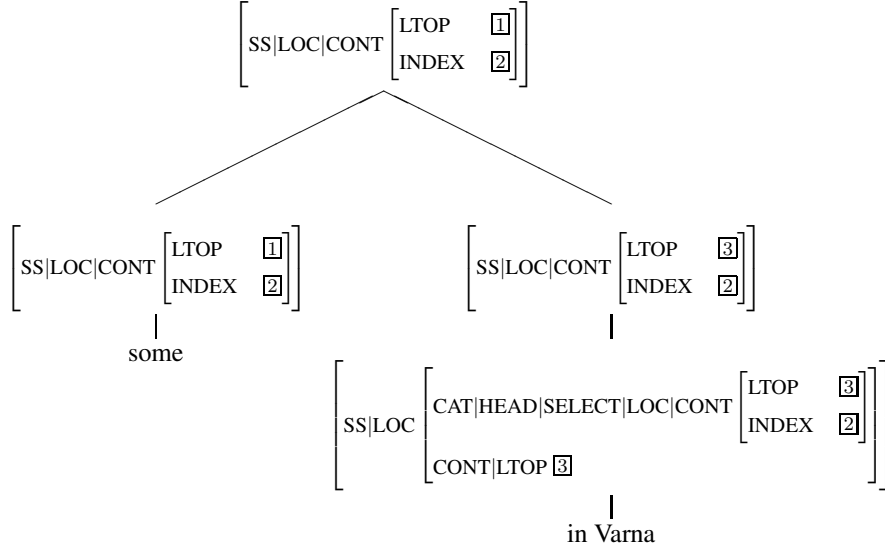 SS|LOC|CONT LTOP 1
INDEX 2
SS|LOC|CONT LTOP 1
INDEX 2
SS|LOC|CONT LTOP 3
INDEX 2
some
SS|LOC CAT|HEAD|SELECT|LOC|CONT LTOP 3
INDEX 2
CONT|LTOP 3
in Varna